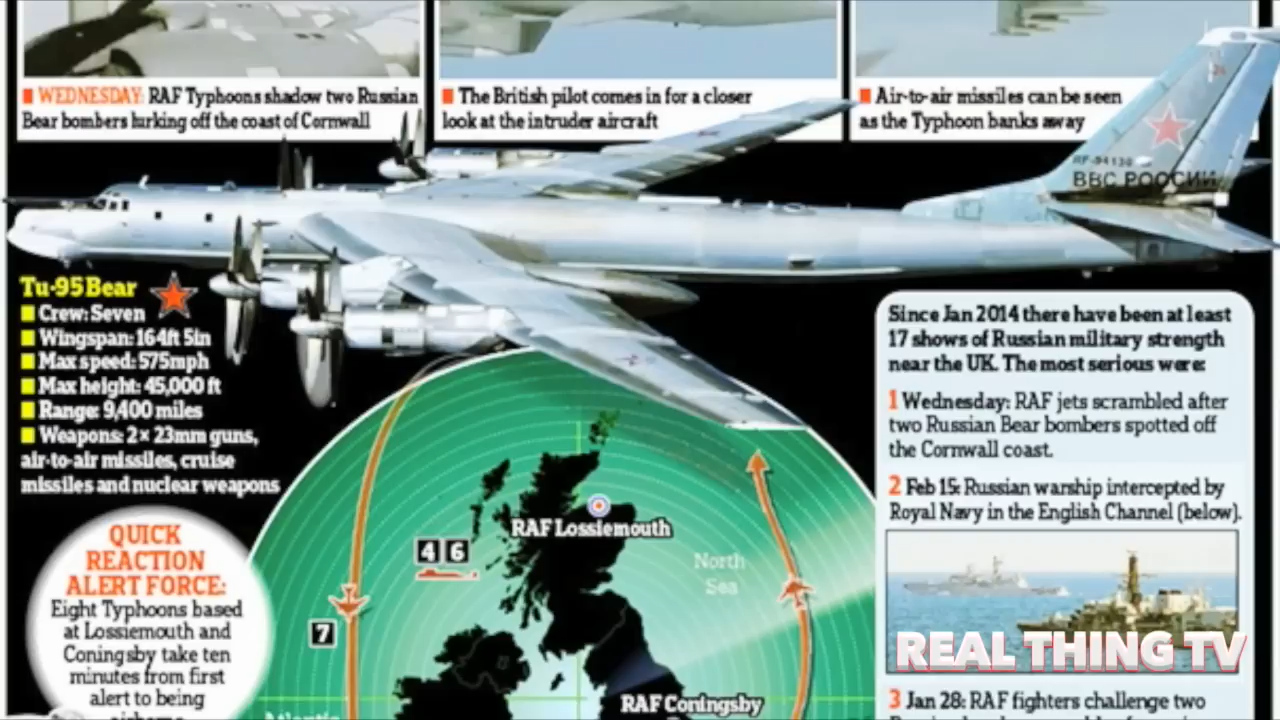 WEDNESDAY: RAF Typhoons shadow two Russian
Bear bombers lurking off the coast of Cornwall
The British pilot comes in for a closer
look at the intruder aircraft
Air-to-air missiles can be seen
as the Typhoon banks away
RF-94130
ВВС РОССИИ
Tu-95 Bear
Crew: Seven
Wingspan: 164ft 5in
Max speed: 575mph
Max height: 45,000 ft
Range: 9,400 miles
Weapons: 2 × 23mm guns,
air-to-air missiles, cruise
missiles and nuclear weapons
QUICK
REACTION
ALERT FORCE:
Eight Typhoons based
at Lossiemouth and
Coningsby take ten
minutes from first
alert to being
airborne
RAF Lossiemouth
4 6
North
Sea
7
RAF Coningsby
Atlantic
Since Jan 2014 there have been at least
17 shows of Russian military strength
near the UK. The most serious were:
1 Wednesday: RAF jets scrambled after
two Russian Bear bombers spotted off
the Cornwall coast.
2 Feb 15: Russian warship intercepted by
Royal Navy in the English Channel (below).
REAL THING TV
3 Jan 28: RAF fighters challenge two